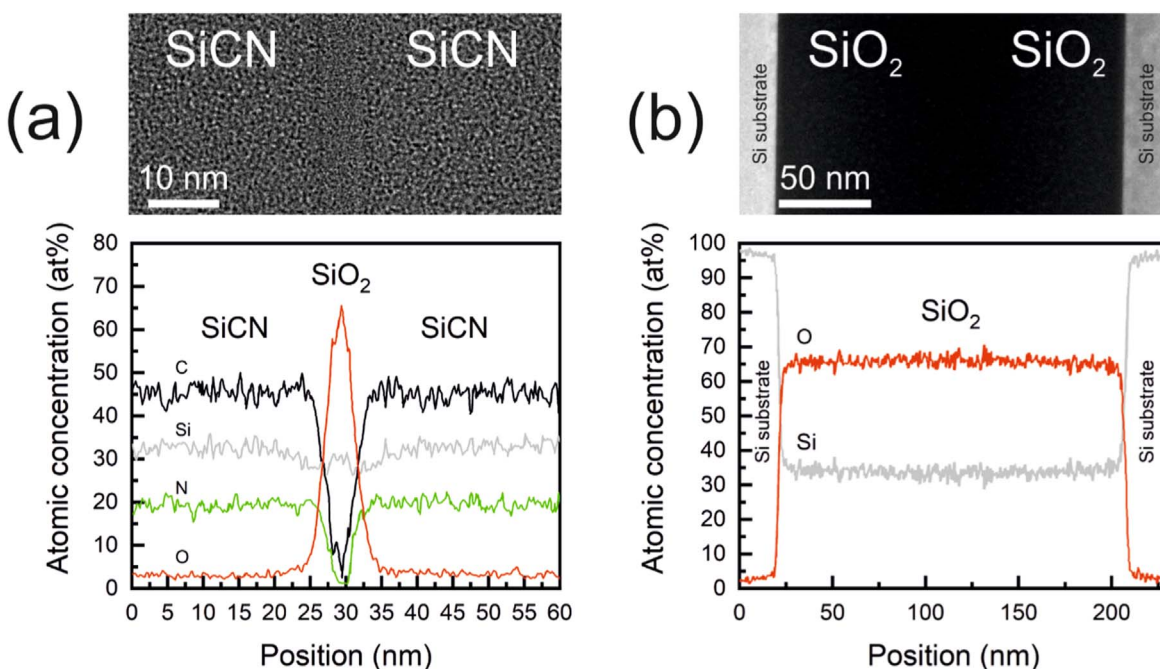 (a)
SiCN SiCN
10 nm
Atomic concentration (at%)
80
70
60
50
40
30
20
10
0
SiO2
SiCN SiCN
C
Si
N
O
0 5 10 15 20 25 30 35 40 45 50 55 60
Position (nm)
(b)
Si substrate
SiO2 SiO2
Si substrate
50 nm
Atomic concentration (at%)
100
90
80
70
60
50
40
30
20
10
0
Si substrate
O
SiO2
Si
Si substrate
0 50 100 150 200
Position (nm)